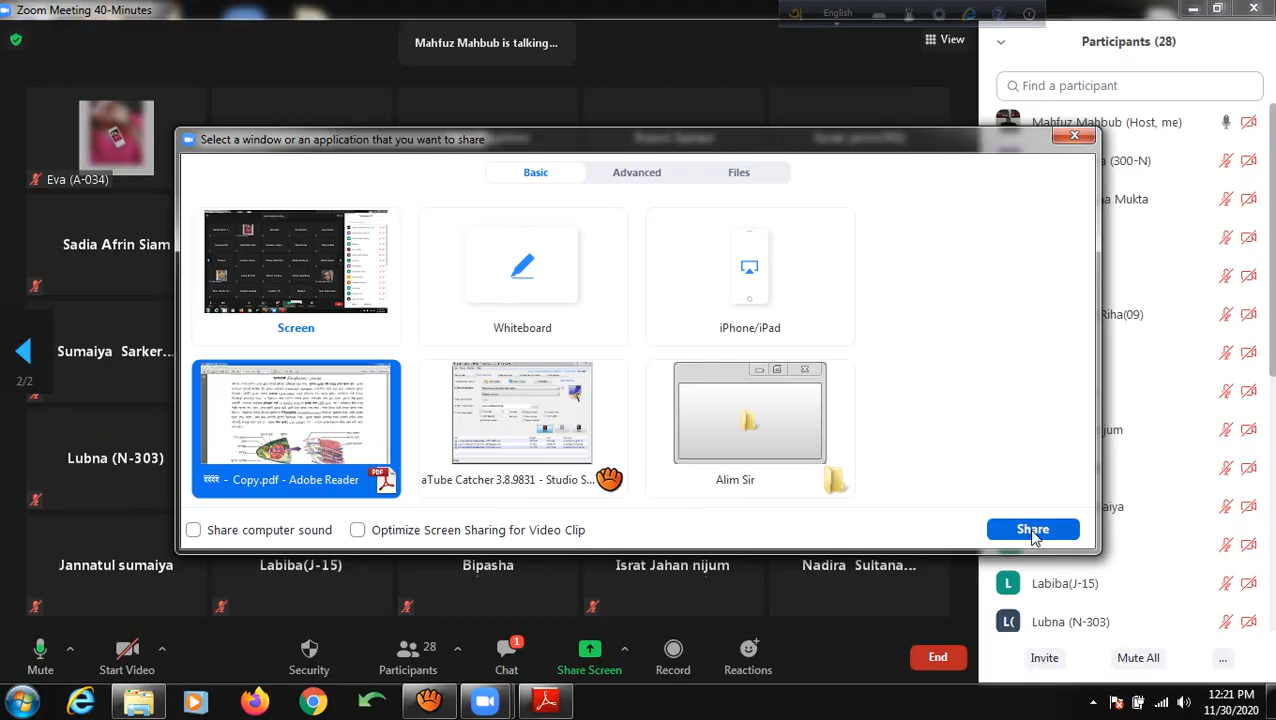 Zoom Meeting 40-Minutes
English
Mahfuz Mahbub is talking...
View
Participants (28)
Find a participant
Mahfuz Mahbub (Host, me)
(300-N)
Mukta
Riha(09)
Labiba(J-15)
Lubna (N-303)
Invite
Mute All
...
Eva (A-034)
Sadia Afrin Siam
Sumaiya Sarker...
2/2
Lubna (N-303)
Jannatul sumaiya
Labiba(J-15)
Bipasha
Israt Jahan nijum
Nadira Sultana...
Select a window or an application that you want to share
Basic
Advanced
Files
Screen
Whiteboard
iPhone/iPad
- Copy.pdf - Adobe Reader
PDF
aTube Catcher 3.8.9831 - Studio S...
Alim Sir
Share computer sound
Optimize Screen Sharing for Video Clip
Share
Mute
Start Video
Security
Participants
28
Chat
1
Share Screen
Record
Reactions
End
12:21 PM
11/30/2020